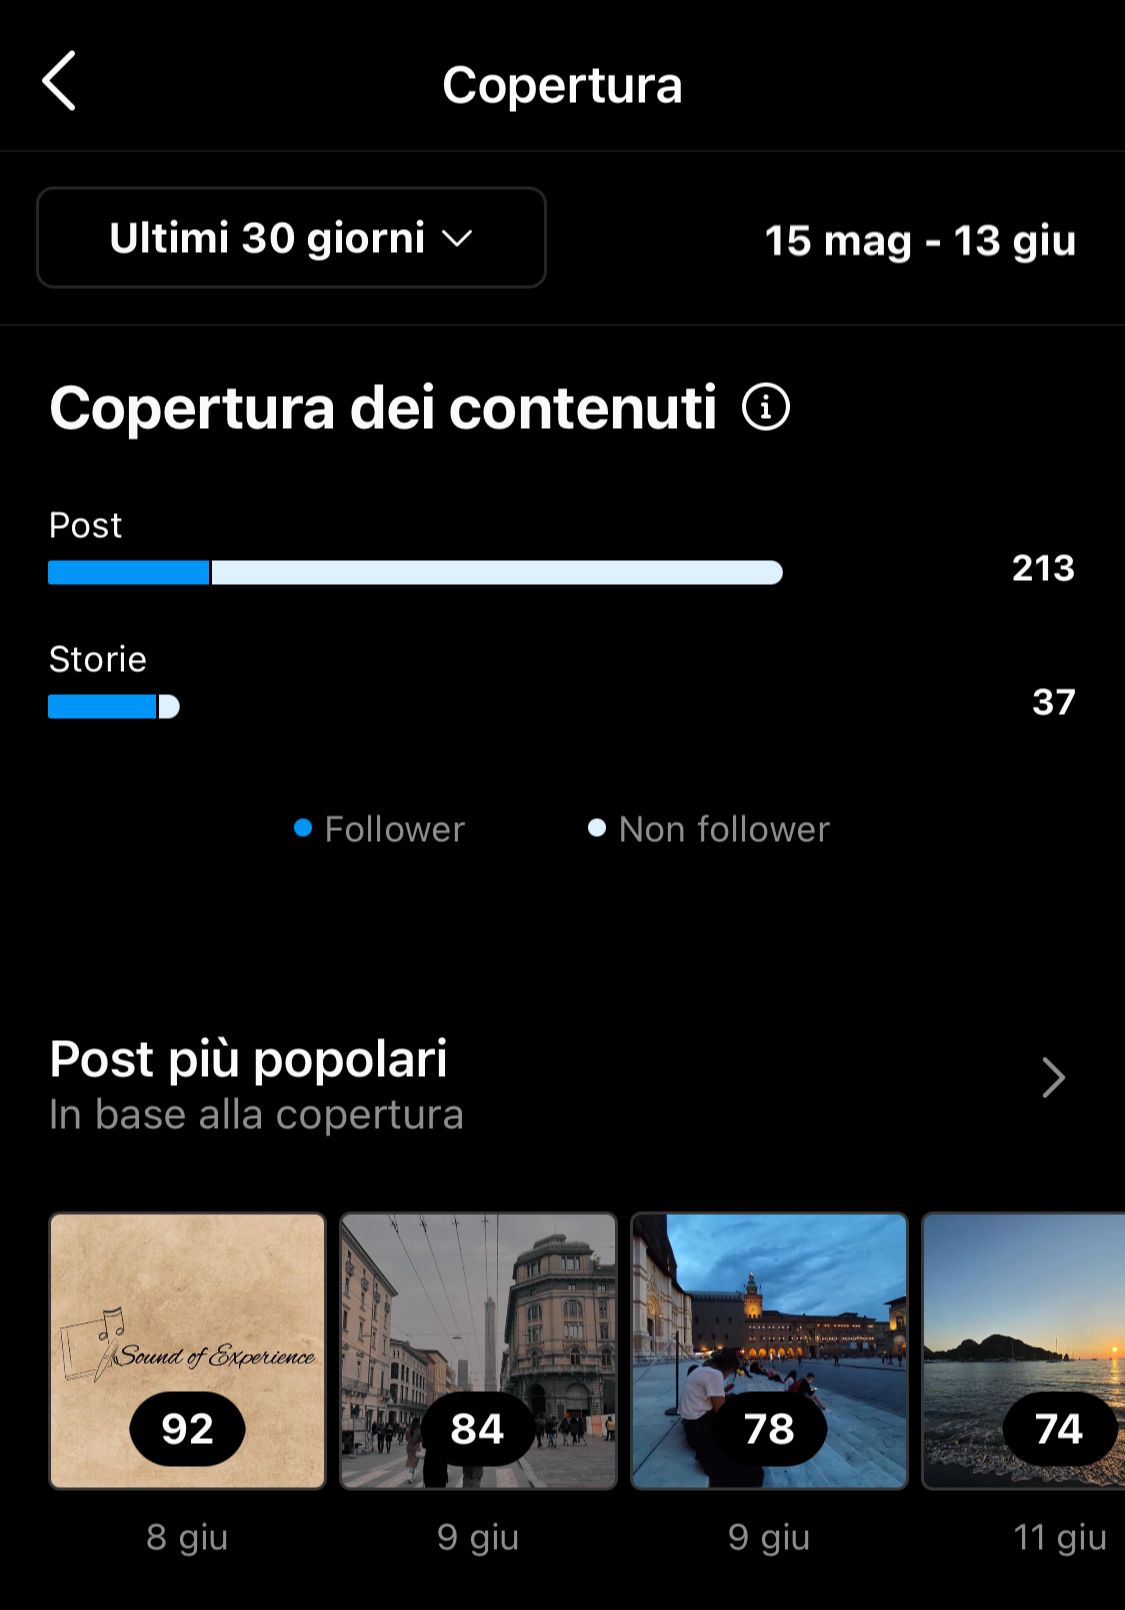 Copertura
Ultimi 30 giorni
15 mag - 13 giu
Copertura dei contenuti
Post
213
Storie
37
Follower
Non follower
Post più popolari
In base alla copertura
Sound of Experience
92
84
78
74
8 giu
9 giu
9 giu
11 giu